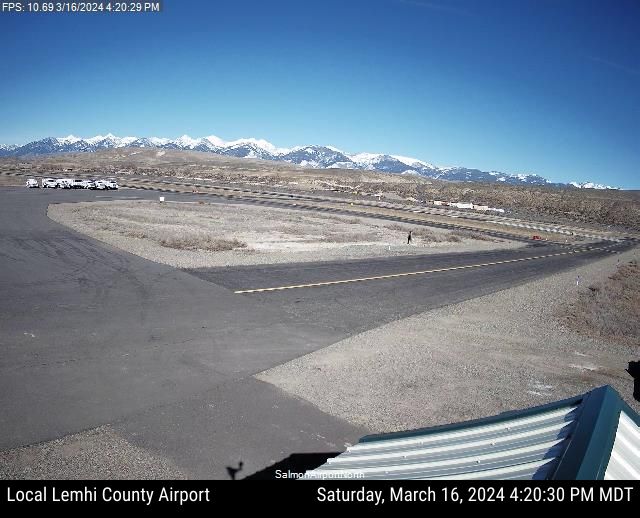 FPS: 10.69 3/16/2024 4:20:29 PM
SalmonAirportNorth
Local Lemhi County Airport Saturday, March 16, 2024 4:20:30 PM MDT